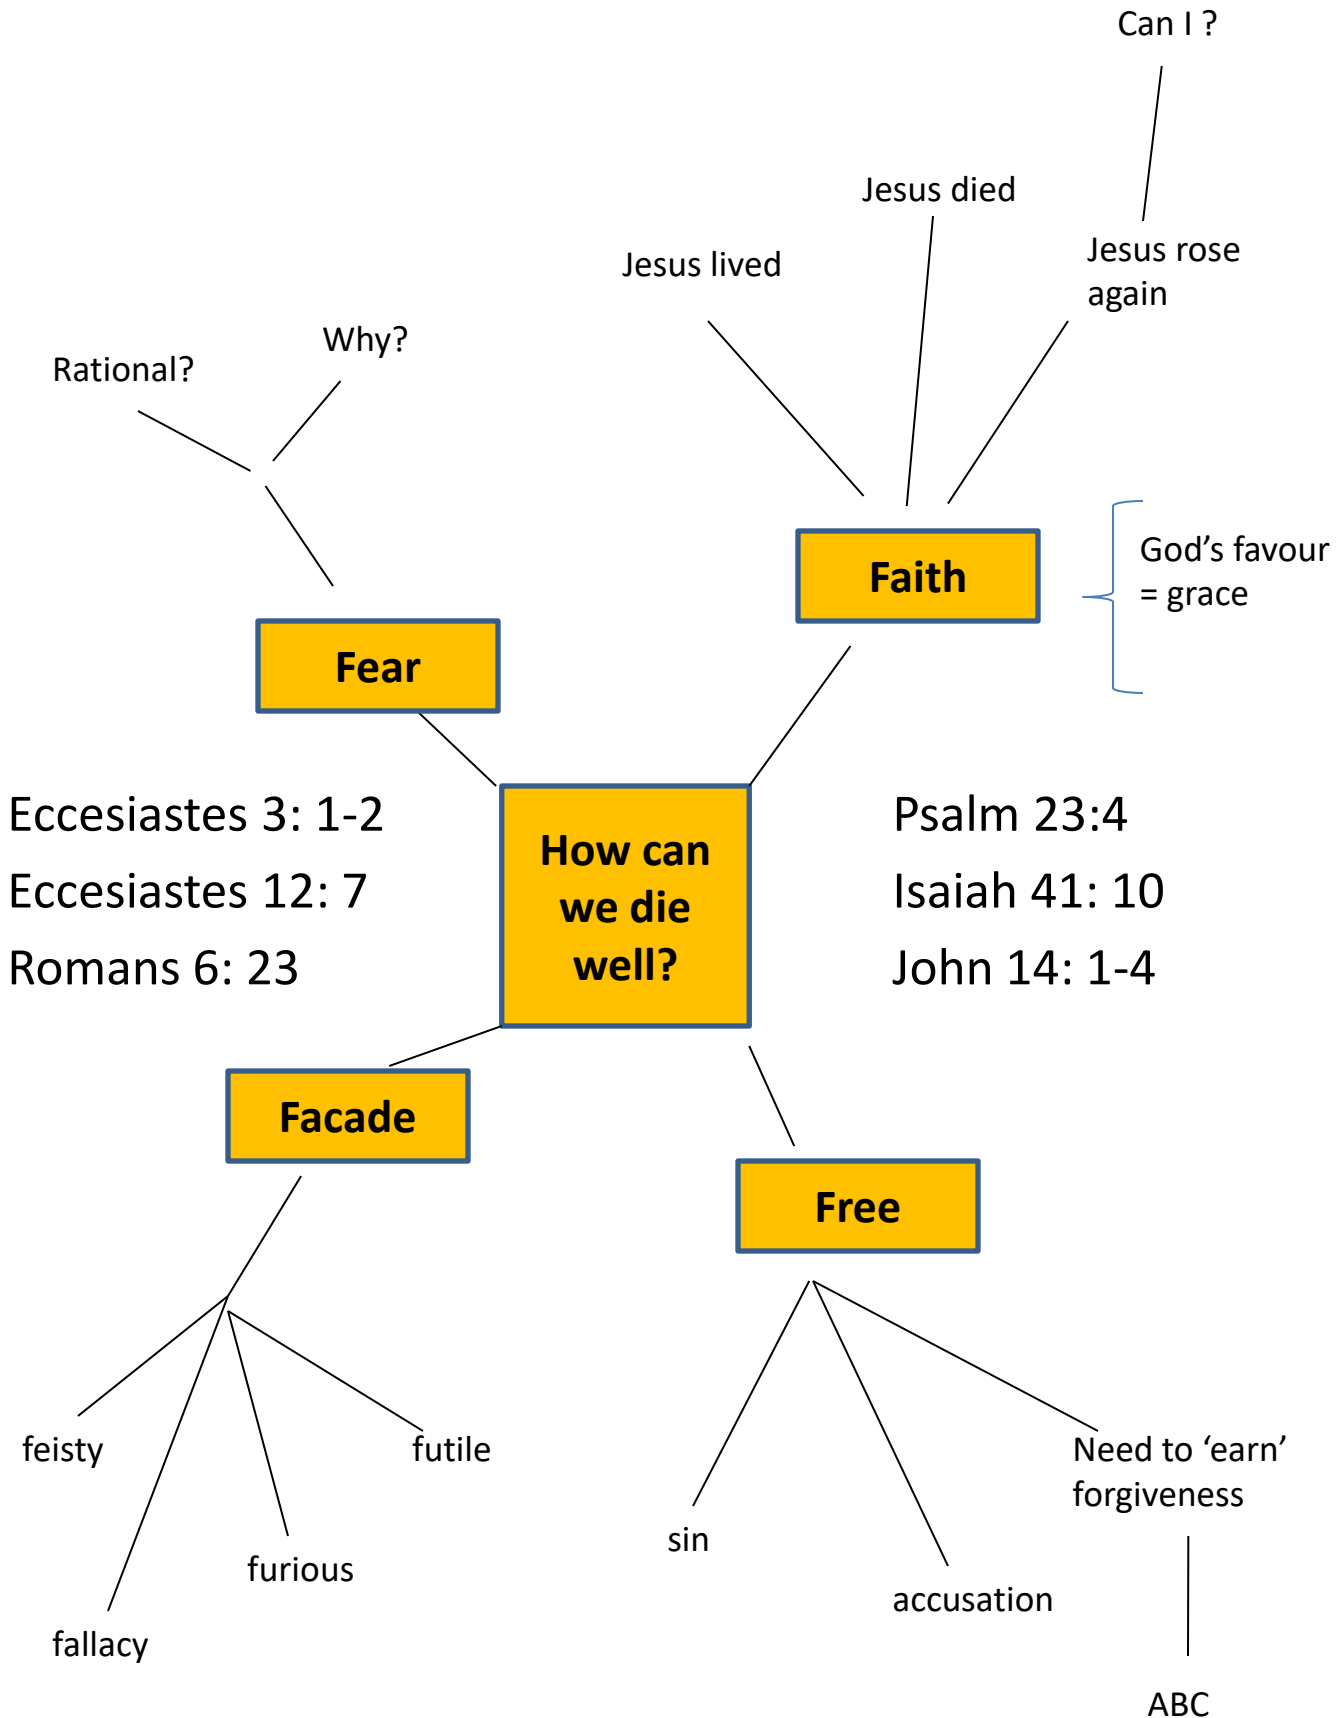 Can I ?
Jesus died
Jesus lived
Jesus rose
again
Why?
Rational?
God’s favour
= grace
Faith
Fear
Eccesiastes 3: 1-2
Eccesiastes 12: 7
Romans 6: 23
How can
we die
well?
Psalm 23:4
Isaiah 41: 10
John 14: 1-4
Facade
Free
feisty
futile
furious
fallacy
Need to ‘earn’
forgiveness
sin
accusation
ABC